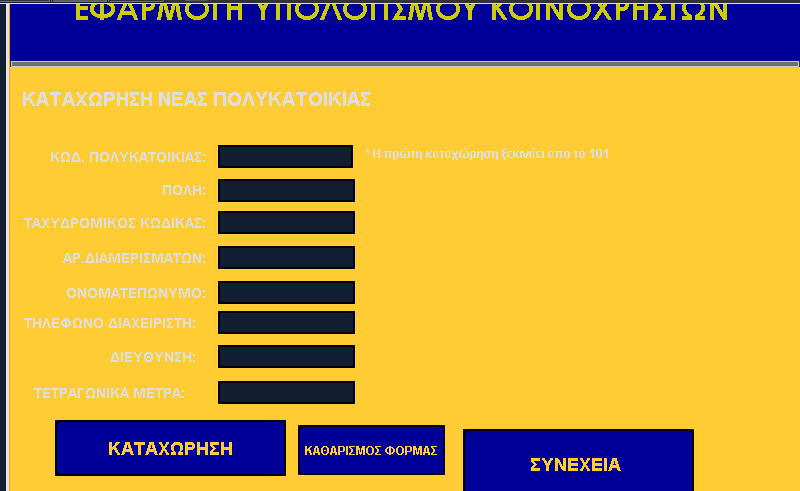 ΕΦΑΡΜΟΓΗ ΥΠΟΛΟΓΙΣΜΟΥ ΚΟΙΝΟΧΡΗΣΤΩΝ
ΚΑΤΑΧΩΡΗΣΗ ΝΕΑΣ ΠΟΛΥΚΑΤΟΙΚΙΑΣ
ΚΩΔ. ΠΟΛΥΚΑΤΟΙΚΙΑΣ:
* Η πρώτη καταχώρηση ξεκινάει απο το 101
ΠΟΛΗ:
ΤΑΧΥΔΡΟΜΙΚΟΣ ΚΩΔΙΚΑΣ:
ΑΡ.ΔΙΑΜΕΡΙΣΜΑΤΩΝ:
ΟΝΟΜΑΤΕΠΩΝΥΜΟ:
ΤΗΛΕΦΩΝΟ ΔΙΑΧΕΙΡΙΣΤΗ:
ΔΙΕΥΘΥΝΣΗ:
ΤΕΤΡΑΓΩΝΙΚΑ ΜΕΤΡΑ:
ΚΑΤΑΧΩΡΗΣΗ
ΚΑΘΑΡΙΣΜΟΣ ΦΟΡΜΑΣ
ΣΥΝΕΧΕΙΑ